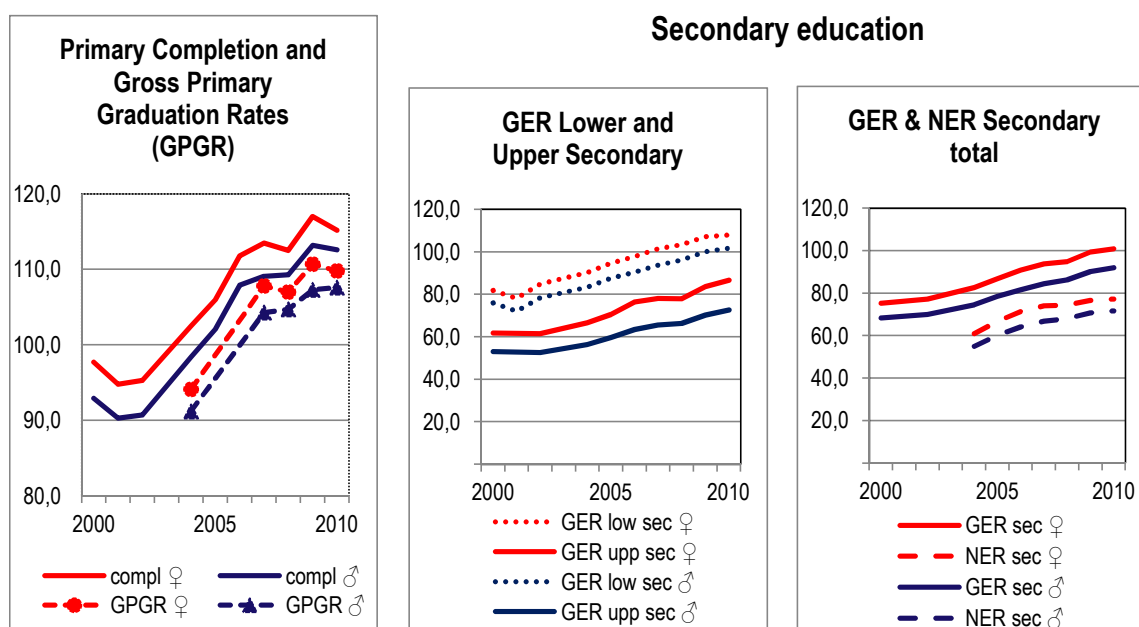 Secondary education
Primary Completion and
Gross Primary
Graduation Rates
(GPGR)
120,0
110,0
100,0
90,0
80,0
2000 2005 2010
compl ♀ compl ♂
GPGR ♀ GPGR ♂
GER Lower and
Upper Secondary
120,0
100,0
80,0
60,0
40,0
20,0
2000 2005 2010
GER low sec ♀
GER upp sec ♀
GER low sec ♂
GER upp sec ♂
GER & NER Secondary
total
120,0
100,0
80,0
60,0
40,0
20,0
2000 2005 2010
GER sec ♀
NER sec ♀
GER sec ♂
NER sec ♂